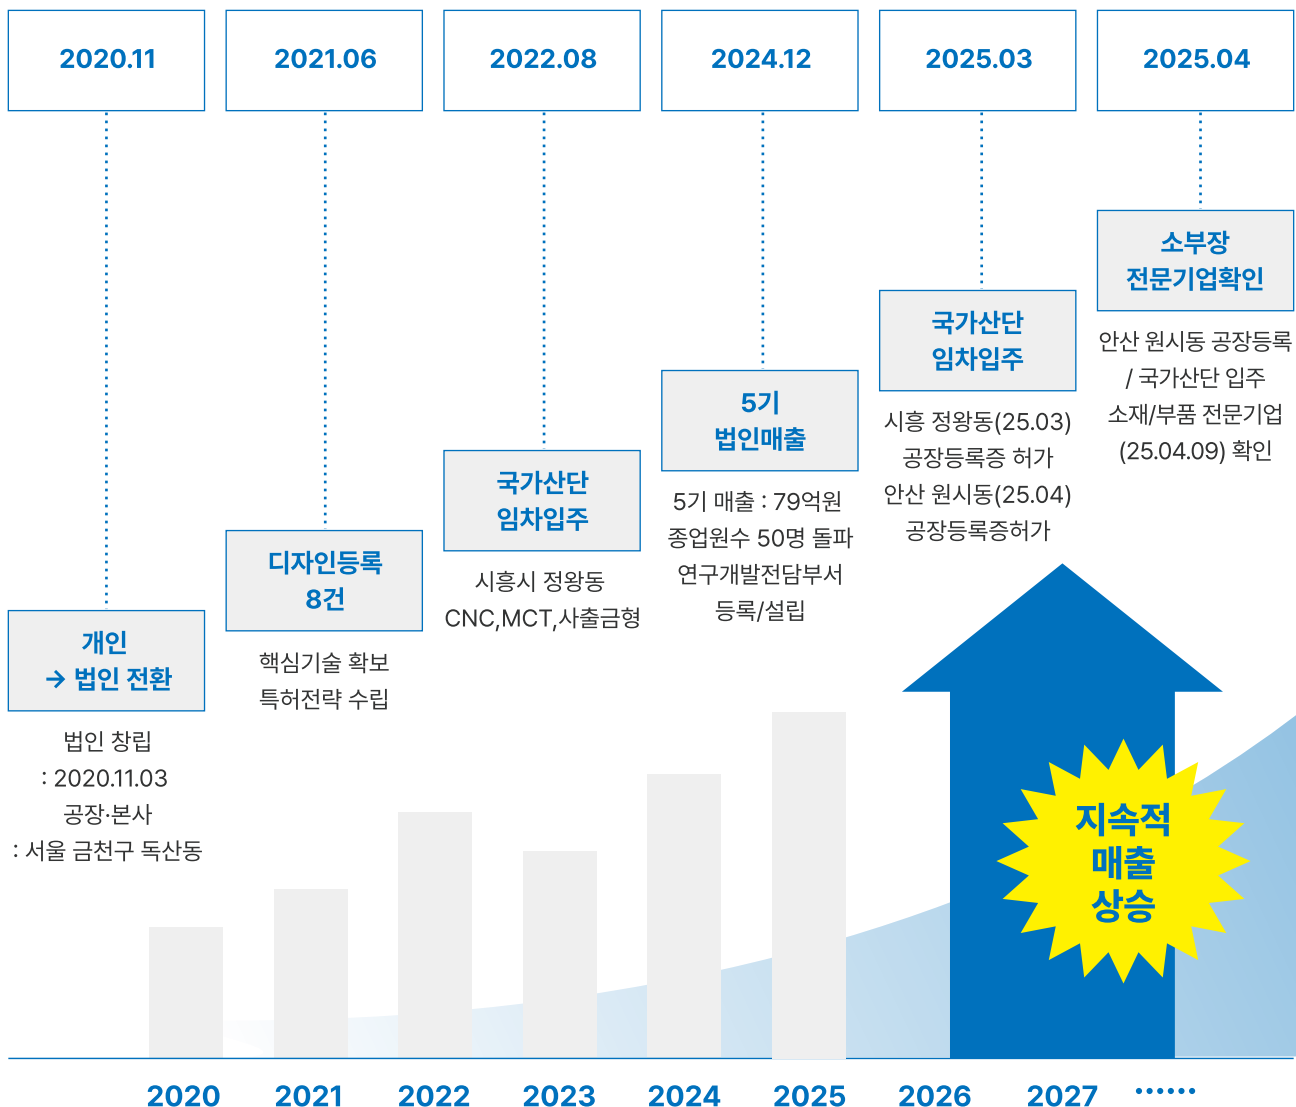 2020.11
개인
→ 법인 전환
법인 창립
: 2020.11.03
공장·본사
: 서울 금천구 독산동
2021.06
디자인등록
8건
핵심기술 확보
특허전략 수립
2022.08
국가산단
임차입주
시흥시 정왕동
CNC,MCT,사출금형
2024.12
5기
법인매출
5기 매출 : 79억원
종업원수 50명 돌파
연구개발전담부서
등록/설립
2025.03
국가산단
임차입주
시흥 정왕동(25.03)
공장등록증 허가
안산 원시동(25.04)
공장등록증허가
2025.04
소부장
전문기업확인
안산 원시동 공장등록
/ 국가산단 입주
소재/부품 전문기업
(25.04.09) 확인
지속적
매출
상승
2020
2021
2022
2023
2024
2025
2026
2027
······